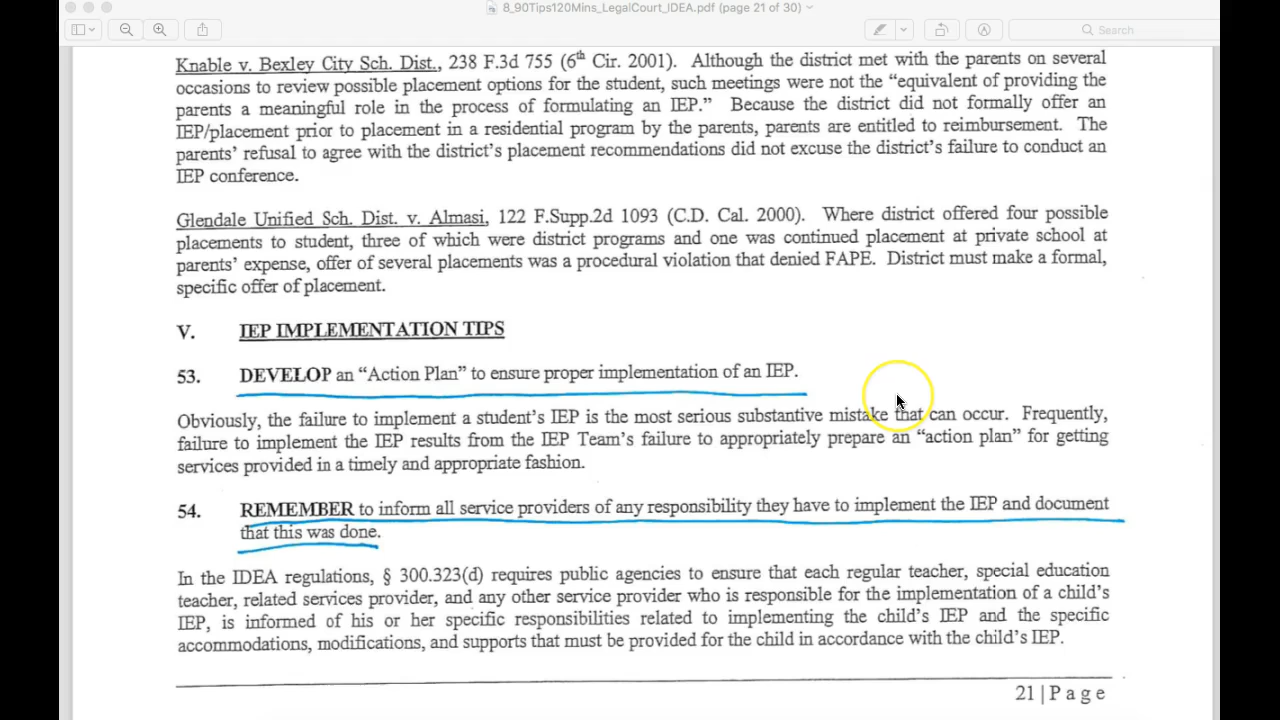 8_90Tips120Mins_LegalCourt_IDEA.pdf (page 21 of 30)
Search
Knable v. Bexley City Sch. Dist., 238 F.3d 755 (6th Cir. 2001). Although the district met with the parents on several
occasions to review possible placement options for the student, such meetings were not the “equivalent of providing the
parents a meaningful role in the process of formulating an IEP.” Because the district did not formally offer an
IEP/placement prior to placement in a residential program by the parents, parents are entitled to reimbursement. The
parents’ refusal to agree with the district’s placement recommendations did not excuse the district’s failure to conduct an
IEP conference.
Glendale Unified Sch. Dist. v. Almasi, 122 F.Supp.2d 1093 (C.D. Cal. 2000). Where district offered four possible
placements to student, three of which were district programs and one was continued placement at private school at
parents’ expense, offer of several placements was a procedural violation that denied FAPE. District must make a formal,
specific offer of placement.
V. IEP IMPLEMENTATION TIPS
53. DEVELOP an “Action Plan” to ensure proper implementation of an IEP.
Obviously, the failure to implement a student’s IEP is the most serious substantive mistake that can occur. Frequently,
failure to implement the IEP results from the IEP Team’s failure to appropriately prepare an “action plan” for getting
services provided in a timely and appropriate fashion.
54. REMEMBER to inform all service providers of any responsibility they have to implement the IEP and document
that this was done.
In the IDEA regulations, § 300.323(d) requires public agencies to ensure that each regular teacher, special education
teacher, related services provider, and any other service provider who is responsible for the implementation of a child’s
IEP, is informed of his or her specific responsibilities related to implementing the child’s IEP and the specific
accommodations, modifications, and supports that must be provided for the child in accordance with the child’s IEP.
21 | P a g e